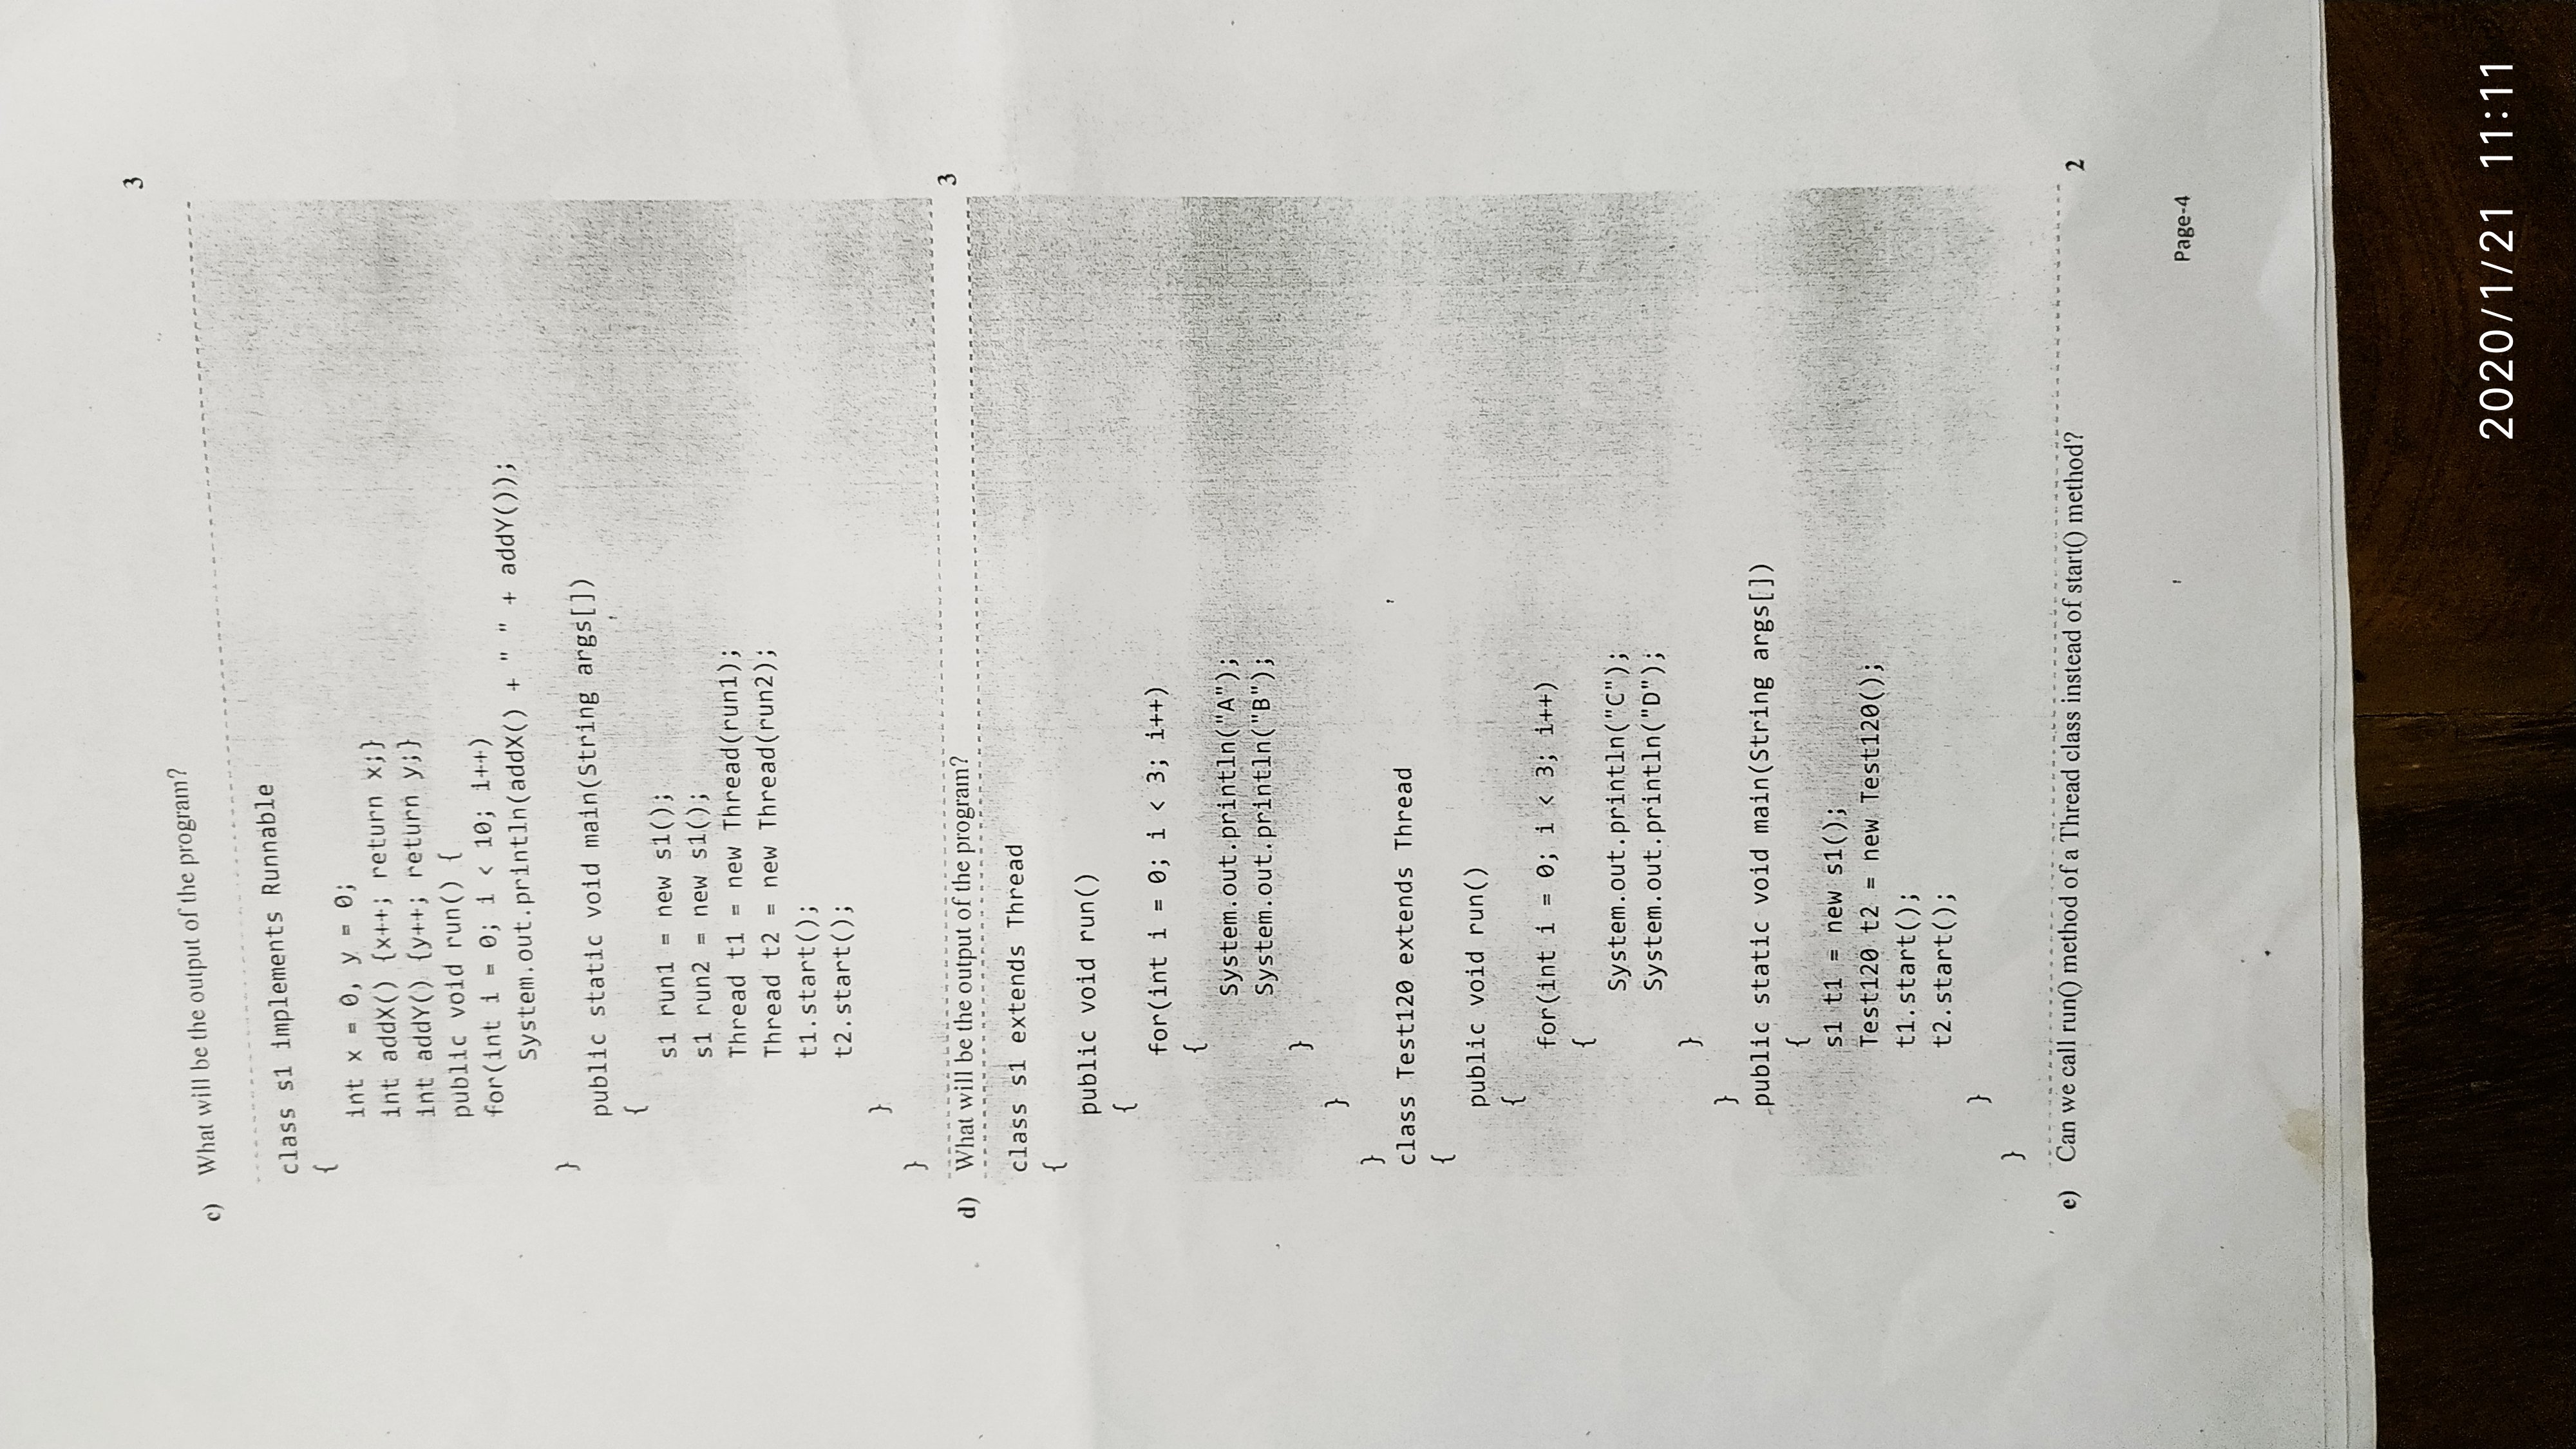 3
c) What will be the output of the program?
class s1 implements Runnable
{
int x = 0, y = 0;
int addX() {x++; return x;}
int addY() {y++; return y;}
public void run() {
for(int i = 0; i < 10; i++)
System.out.println(addX() + " " + addY());
}
public static void main(String args[])
{
s1 run1 = new s1();
s1 run2 = new s1();
Thread t1 = new Thread(run1);
Thread t2 = new Thread(run2);
t1.start();
t2.start();
}
}
d) What will be the output of the program? 3
class s1 extends Thread
{
public void run()
{
for(int i = 0; i < 3; i++)
{
System.out.println("A");
System.out.println("B");
}
}
}
class Test120 extends Thread
{
public void run()
{
for(int i = 0; i < 3; i++)
{
System.out.println("C");
System.out.println("D");
}
}
public static void main(String args[])
{
s1 t1 = new s1();
Test120 t2 = new Test120();
t1.start();
t2.start();
}
}
e) Can we call run() method of a Thread class instead of start() method? 2
Page-4
2020/1/21 11:11